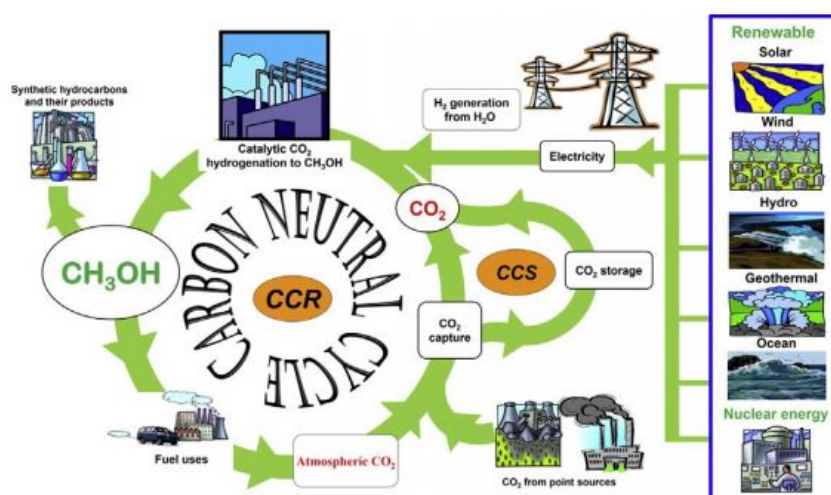 Synthetic hydrocarbons
and their products
Catalytic CO₂
hydrogenation to CH₃OH
H₂ generation
from H₂O
Electricity
CO₂
CO₂ storage
CCS
CO₂
capture
CH₃OH
CARBON NEUTRAL CYCLE
CCR
Fuel uses
Atmospheric CO₂
CO₂ from point sources
Renewable
Solar
Wind
Hydro
Geothermal
Ocean
Nuclear energy